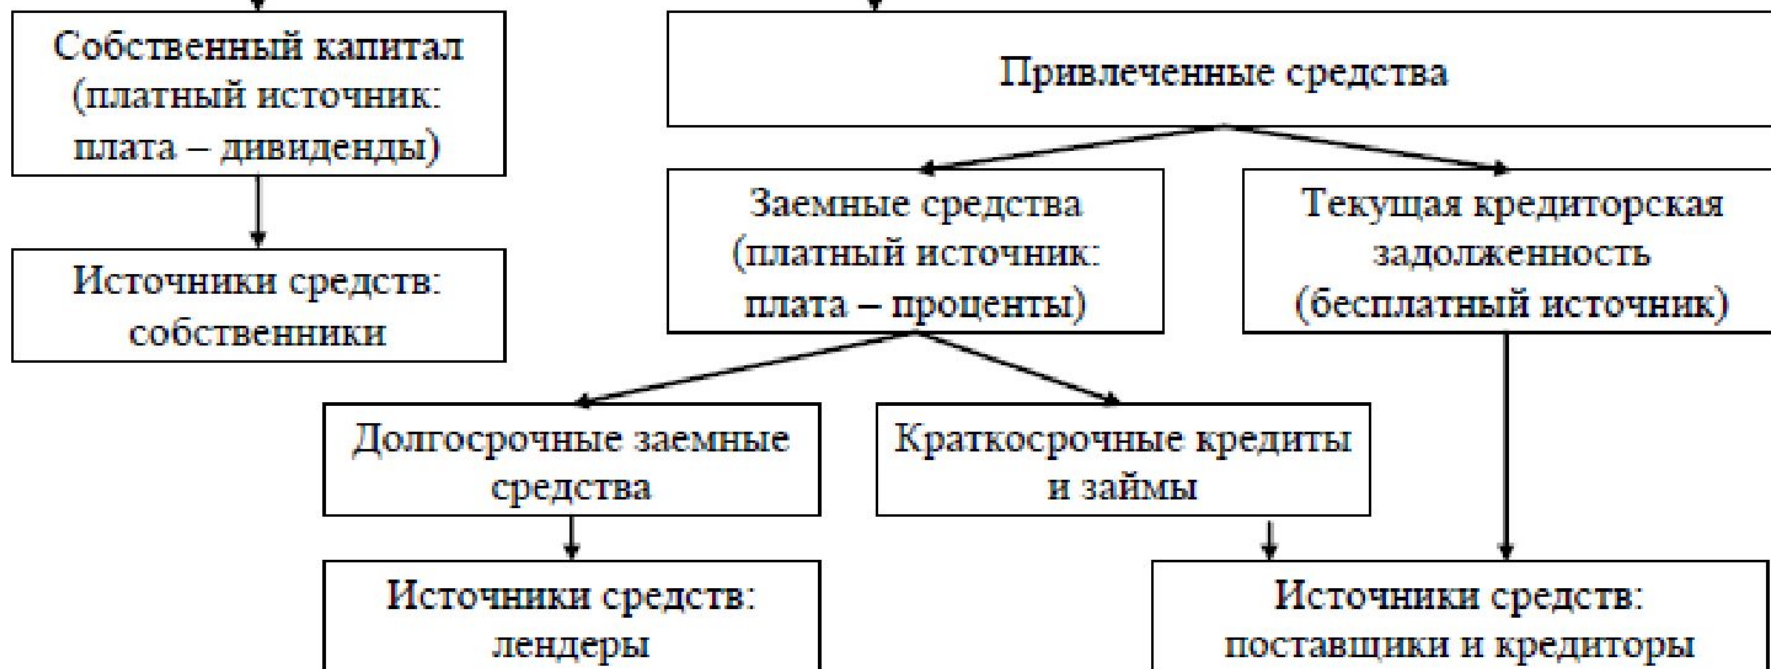 Собственный капитал
(платный источник:
плата – дивиденды)
Привлеченные средства
Источники средств:
собственники
Заемные средства
(платный источник:
плата – проценты)
Текущая кредиторская
задолженность
(бесплатный источник)
Долгосрочные заемные
средства
Краткосрочные кредиты
и займы
Источники средств:
лендеры
Источники средств:
поставщики и кредиторы